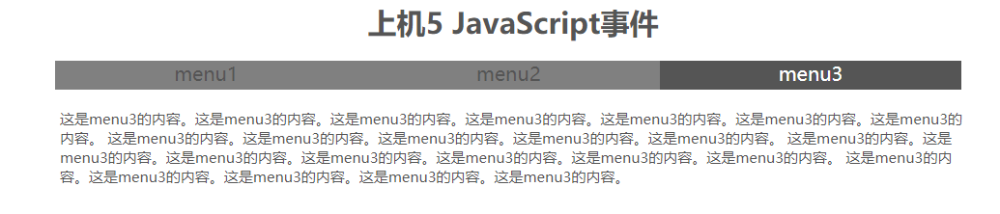 上机5 JavaScript事件
menu1 menu2 menu3
这是menu3的内容。这是menu3的内容。这是menu3的内容。这是menu3的内容。这是menu3的内容。这是menu3的内容。这是menu3的
内容。 这是menu3的内容。这是menu3的内容。这是menu3的内容。这是menu3的内容。这是menu3的内容。 这是menu3的内容。这是
menu3的内容。这是menu3的内容。这是menu3的内容。这是menu3的内容。这是menu3的内容。这是menu3的内容。 这是menu3的内
容。这是menu3的内容。这是menu3的内容。这是menu3的内容。这是menu3的内容。